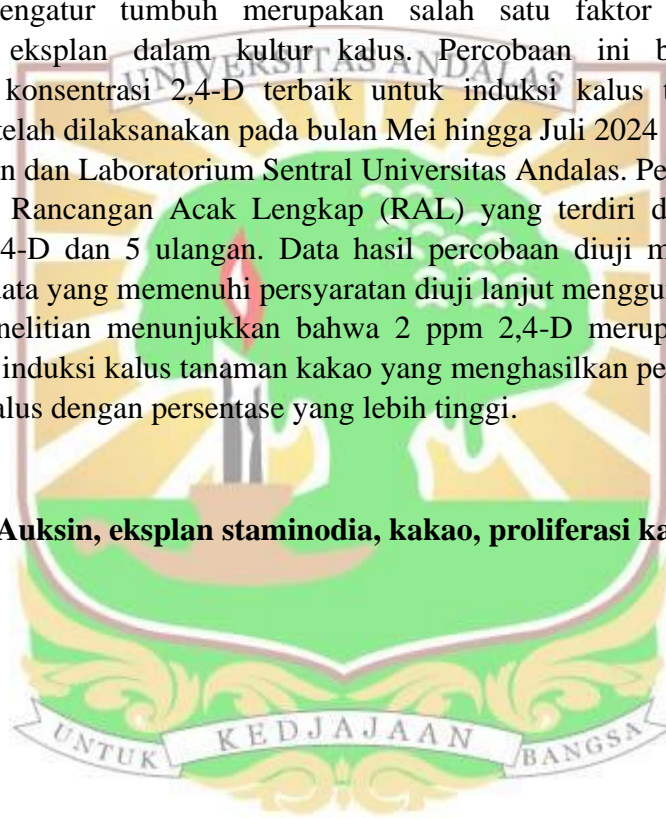 engatur tumbuh merupakan salah satu faktor
eksplan dalam kultur kalus. Percobaan ini b
UNIVERSITAS ANDALAS
konsentrasi 2,4-D terbaik untuk induksi kalus t
telah dilaksanakan pada bulan Mei hingga Juli 2024
n dan Laboratorium Sentral Universitas Andalas. Pe
Rancangan Acak Lengkap (RAL) yang terdiri d
4-D dan 5 ulangan. Data hasil percobaan diuji m
ata yang memenuhi persyaratan diuji lanjut menggu
nelitian menunjukkan bahwa 2 ppm 2,4-D merup
induksi kalus tanaman kakao yang menghasilkan pe
alus dengan persentase yang lebih tinggi.
Auksin, eksplan staminodia, kakao, proliferasi ka
UNTUK KEDJAJAAN BANGSA